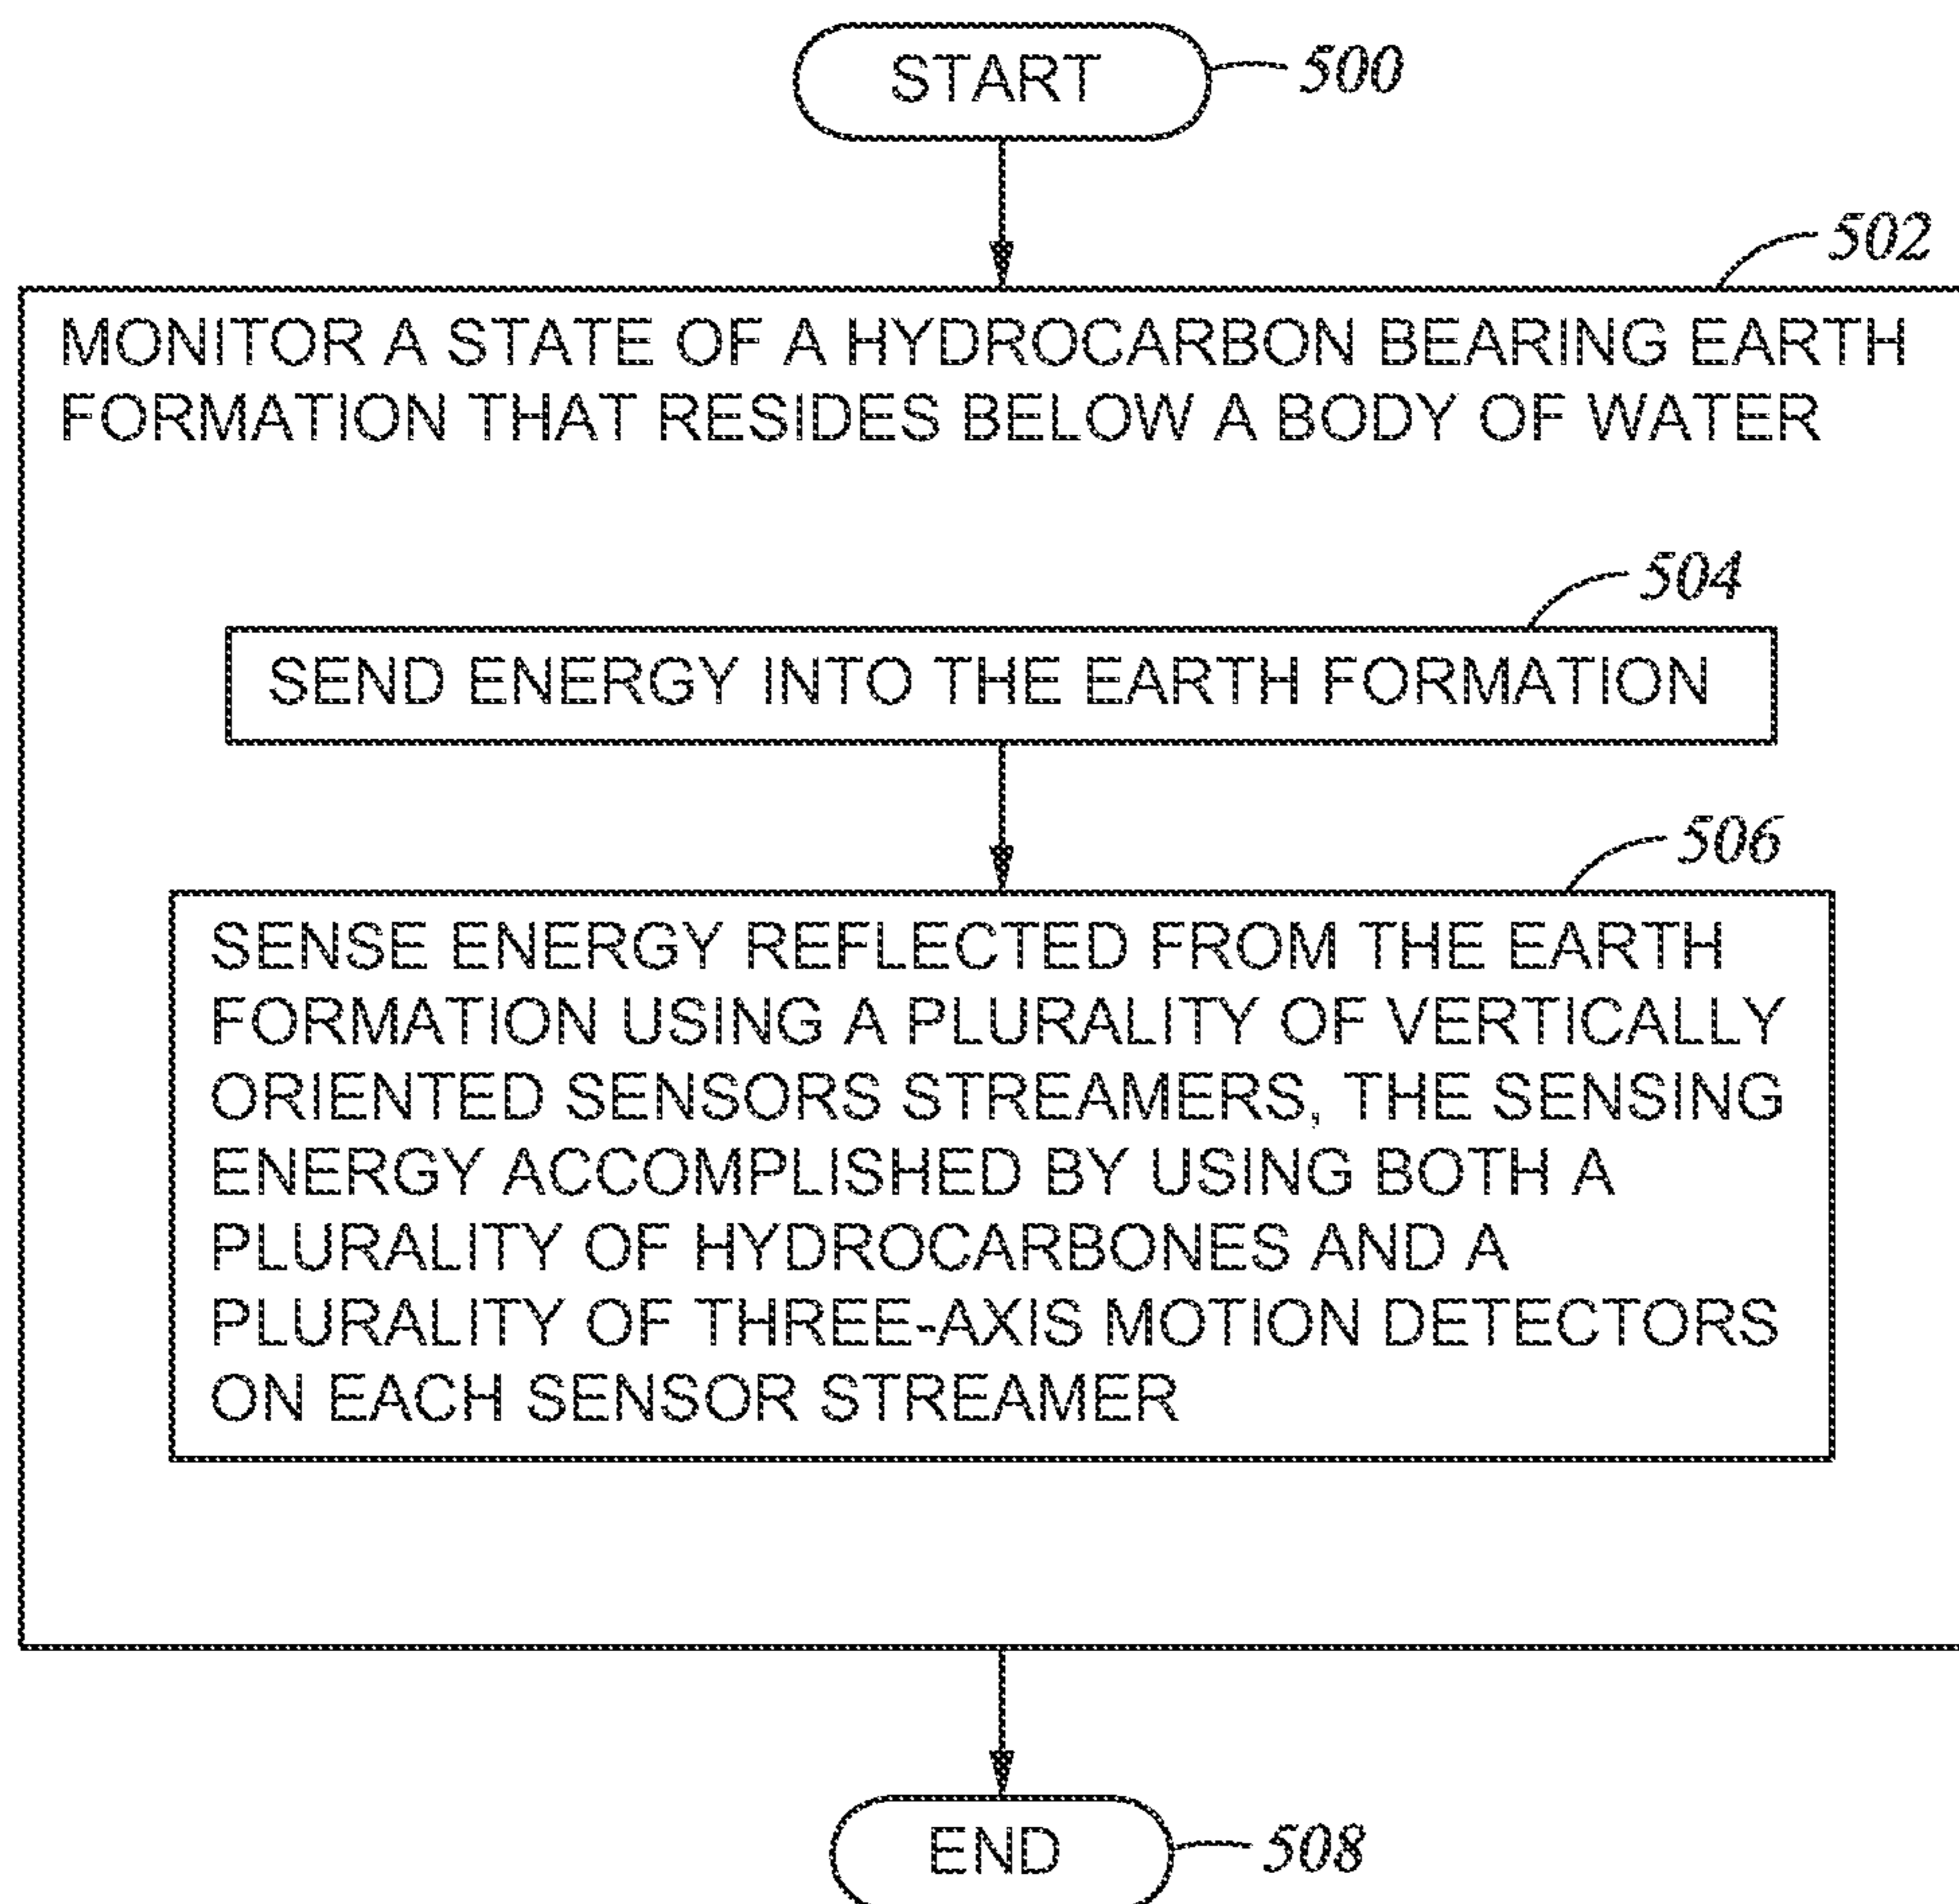 START
500
502
MONITOR A STATE OF A HYDROCARBON BEARING EARTH
FORMATION THAT RESIDES BELOW A BODY OF WATER
504
SEND ENERGY INTO THE EARTH FORMATION
506
SENSE ENERGY REFLECTED FROM THE EARTH
FORMATION USING A PLURALITY OF VERTICALLY
ORIENTED SENSORS STREAMERS, THE SENSING
ENERGY ACCOMPLISHED BY USING BOTH A
PLURALITY OF HYDROCARBONES AND A
PLURALITY OF THREE-AXIS MOTION DETECTORS
ON EACH SENSOR STREAMER
END
508